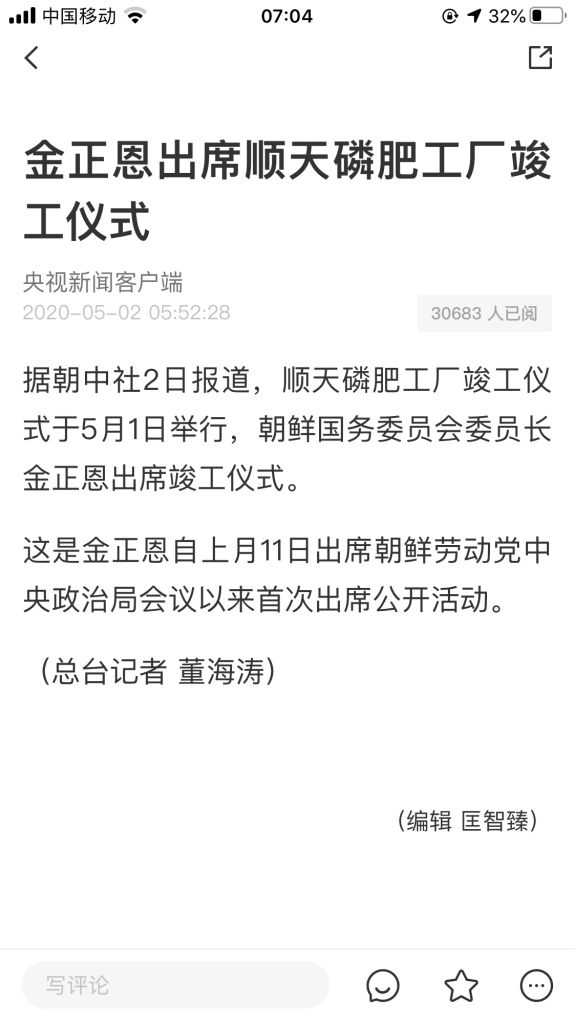 中国移动 07:04 32%
金正恩出席顺天磷肥工厂竣
工仪式
央视新闻客户端
2020-05-02 05:52:28
30683 人已阅
据朝中社2日报道，顺天磷肥工厂竣工仪
式于5月1日举行，朝鲜国务委员会委员长
金正恩出席竣工仪式。
这是金正恩自上月11日出席朝鲜劳动党中
央政治局会议以来首次出席公开活动。
（总台记者 董海涛）
（编辑 匡智臻）
写评论